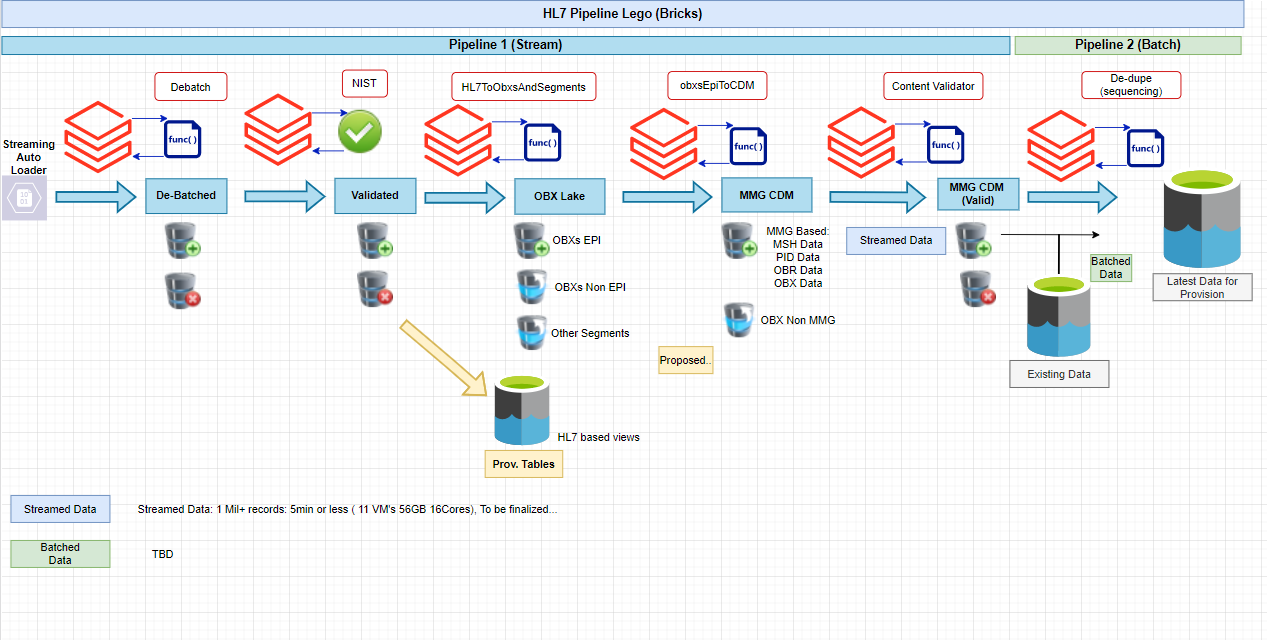 HL7 Pipeline Lego (Bricks)
Pipeline 1 (Stream)
Pipeline 2 (Batch)
Debatch
NIST
HL7ToObxsAndSegments
obxsEpiToCDM
Content Validator
De-dupe
(sequencing)
func( )
func( )
func( )
func( )
func( )
Streaming
Auto
Loader
10
01
De-Batched
Validated
OBX Lake
MMG CDM
MMG CDM
(Valid)
OBXs EPI
OBXs Non EPI
Other Segments
MMG Based:
MSH Data
PID Data
OBR Data
OBX Data
OBX Non MMG
Streamed Data
Batched
Data
Latest Data for
Provision
Existing Data
Proposed..
HL7 based views
Prov. Tables
Streamed Data
Streamed Data: 1 Mil+ records: 5min or less ( 11 VM's 56GB 16Cores), To be finalized...
Batched
Data
TBD